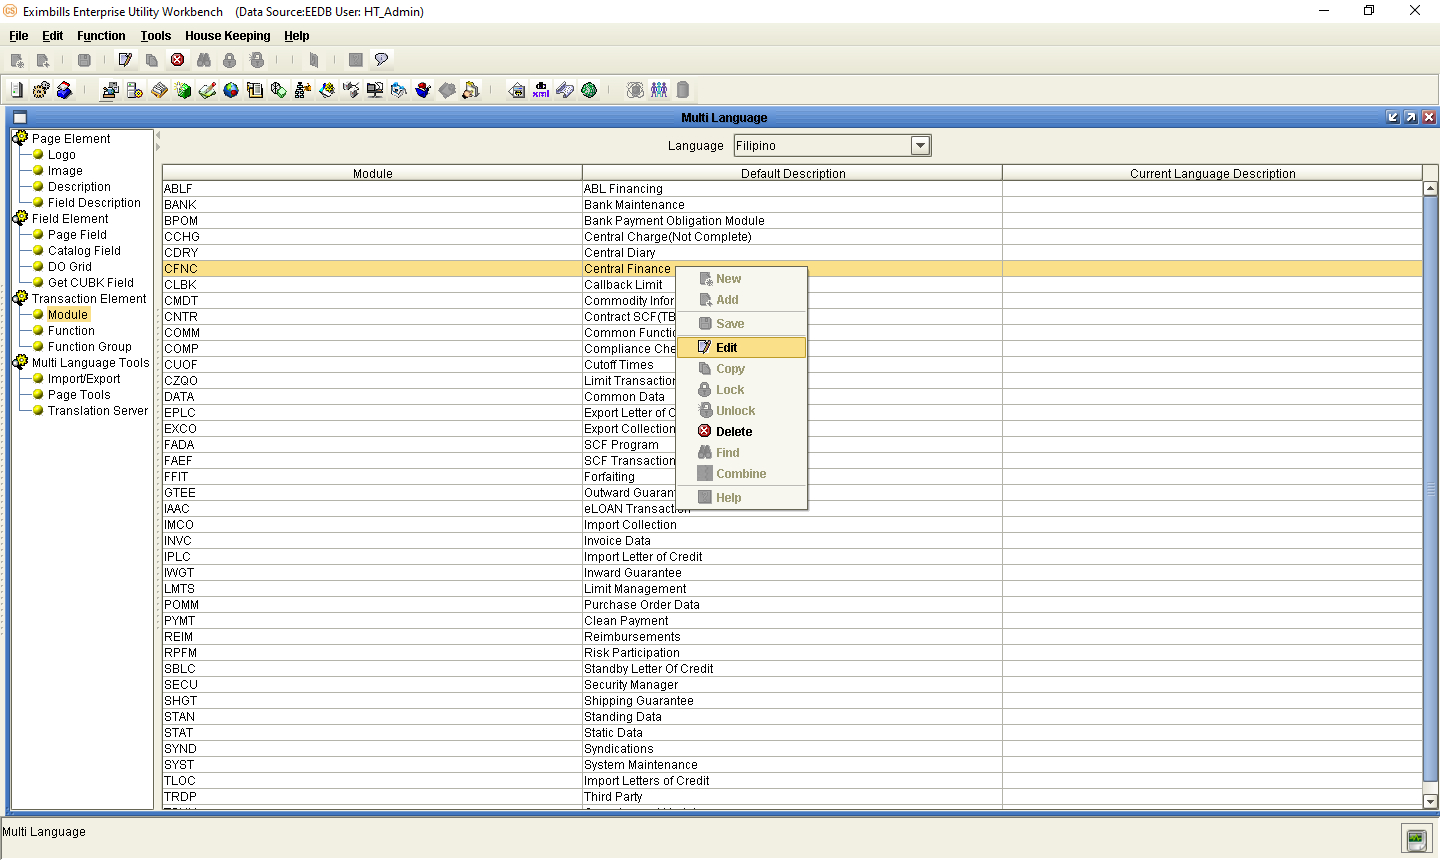 Eximbills Enterprise Utility Workbench (Data Source:EEDB User: HT_Admin)
File Edit Function Tools House Keeping Help
Multi Language
Page Element
Logo
Image
Description
Field Description
Field Element
Page Field
Catalog Field
DO Grid
Get CUBK Field
Transaction Element
Module
Function
Function Group
Multi Language Tools
Import/Export
Page Tools
Translation Server
Language Filipino
Module Default Description Current Language Description
ABLF ABL Financing
BANK Bank Maintenance
BPOM Bank Payment Obligation Module
CCHG Central Charge(Not Complete)
CDRY Central Diary
CFNC Central Finance
CLBK Callback Limit
CMDT Commodity Infor
CNTR Contract SCF(TB
COMM Common Functio
COMP Compliance Che
CUOF Cutoff Times
CZQO Limit Transaction
DATA Common Data
EPLC Export Letter of C
EXCO Export Collection
FADA SCF Program
FAEF SCF Transaction
FFIT Forfaiting
GTEE Outward Guaran
IAAC eLOAN Transaction
IMCO Import Collection
INVC Invoice Data
IPLC Import Letter of Credit
IWGT Inward Guarantee
LMTS Limit Management
POMM Purchase Order Data
PYMT Clean Payment
REIM Reimbursements
RPFM Risk Participation
SBLC Standby Letter Of Credit
SECU Security Manager
SHGT Shipping Guarantee
STAN Standing Data
STAT Static Data
SYND Syndications
SYST System Maintenance
TLOC Import Letters of Credit
TRDP Third Party
New
Add
Save
Edit
Copy
Lock
Unlock
Delete
Find
Combine
Help
Multi Language